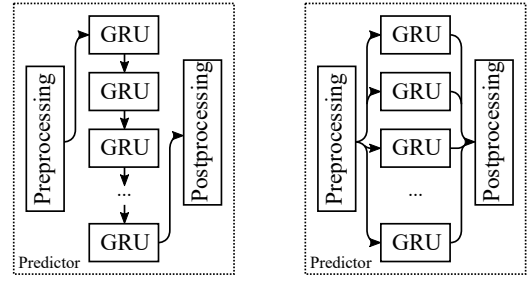 GRU
GRU
GRU
...
GRU
Preprocessing
Postprocessing
Predictor
GRU
GRU
GRU
...
GRU
Preprocessing
Postprocessing
Predictor